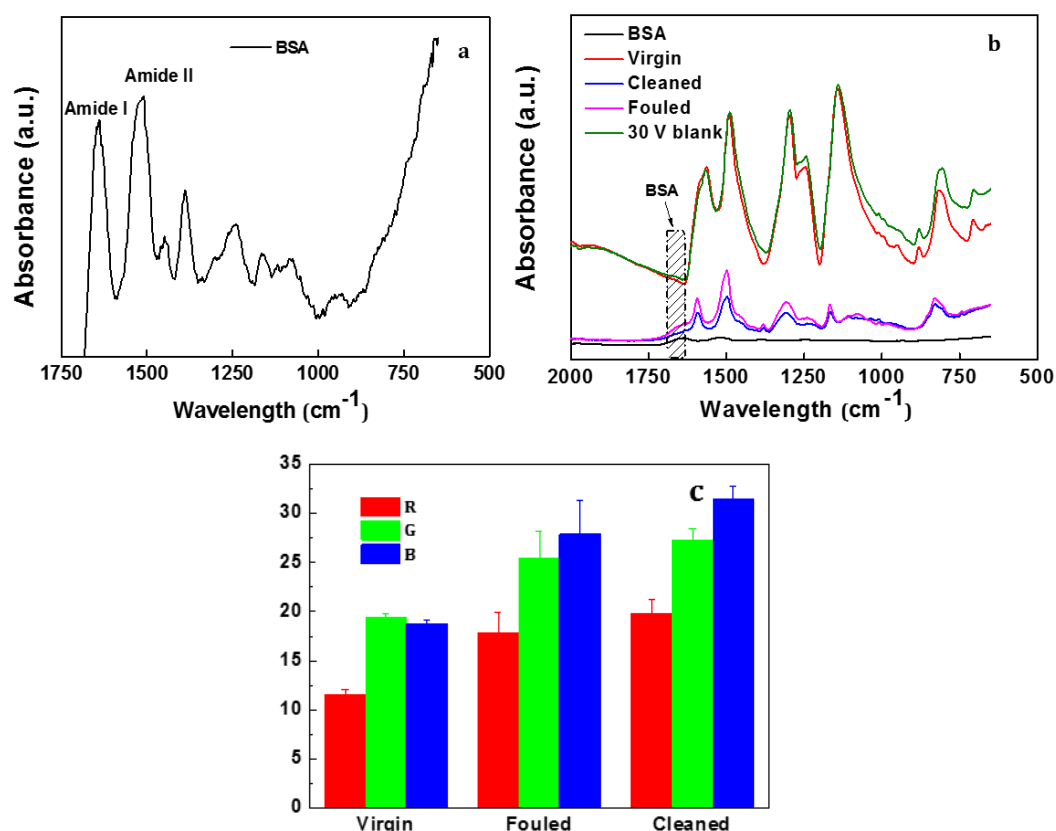 a
BSA
Amide II
Amide I
Absorbance (a.u.)
1750 1500 1250 1000 750 500
Wavelength (cm-1)
b
BSA
Virgin
Cleaned
Fouled
30 V blank
BSA
Absorbance (a.u.)
2000 1750 1500 1250 1000 750 500
Wavelength (cm-1)
c
R
G
B
35
30
25
20
15
10
5
0
Virgin Fouled Cleaned